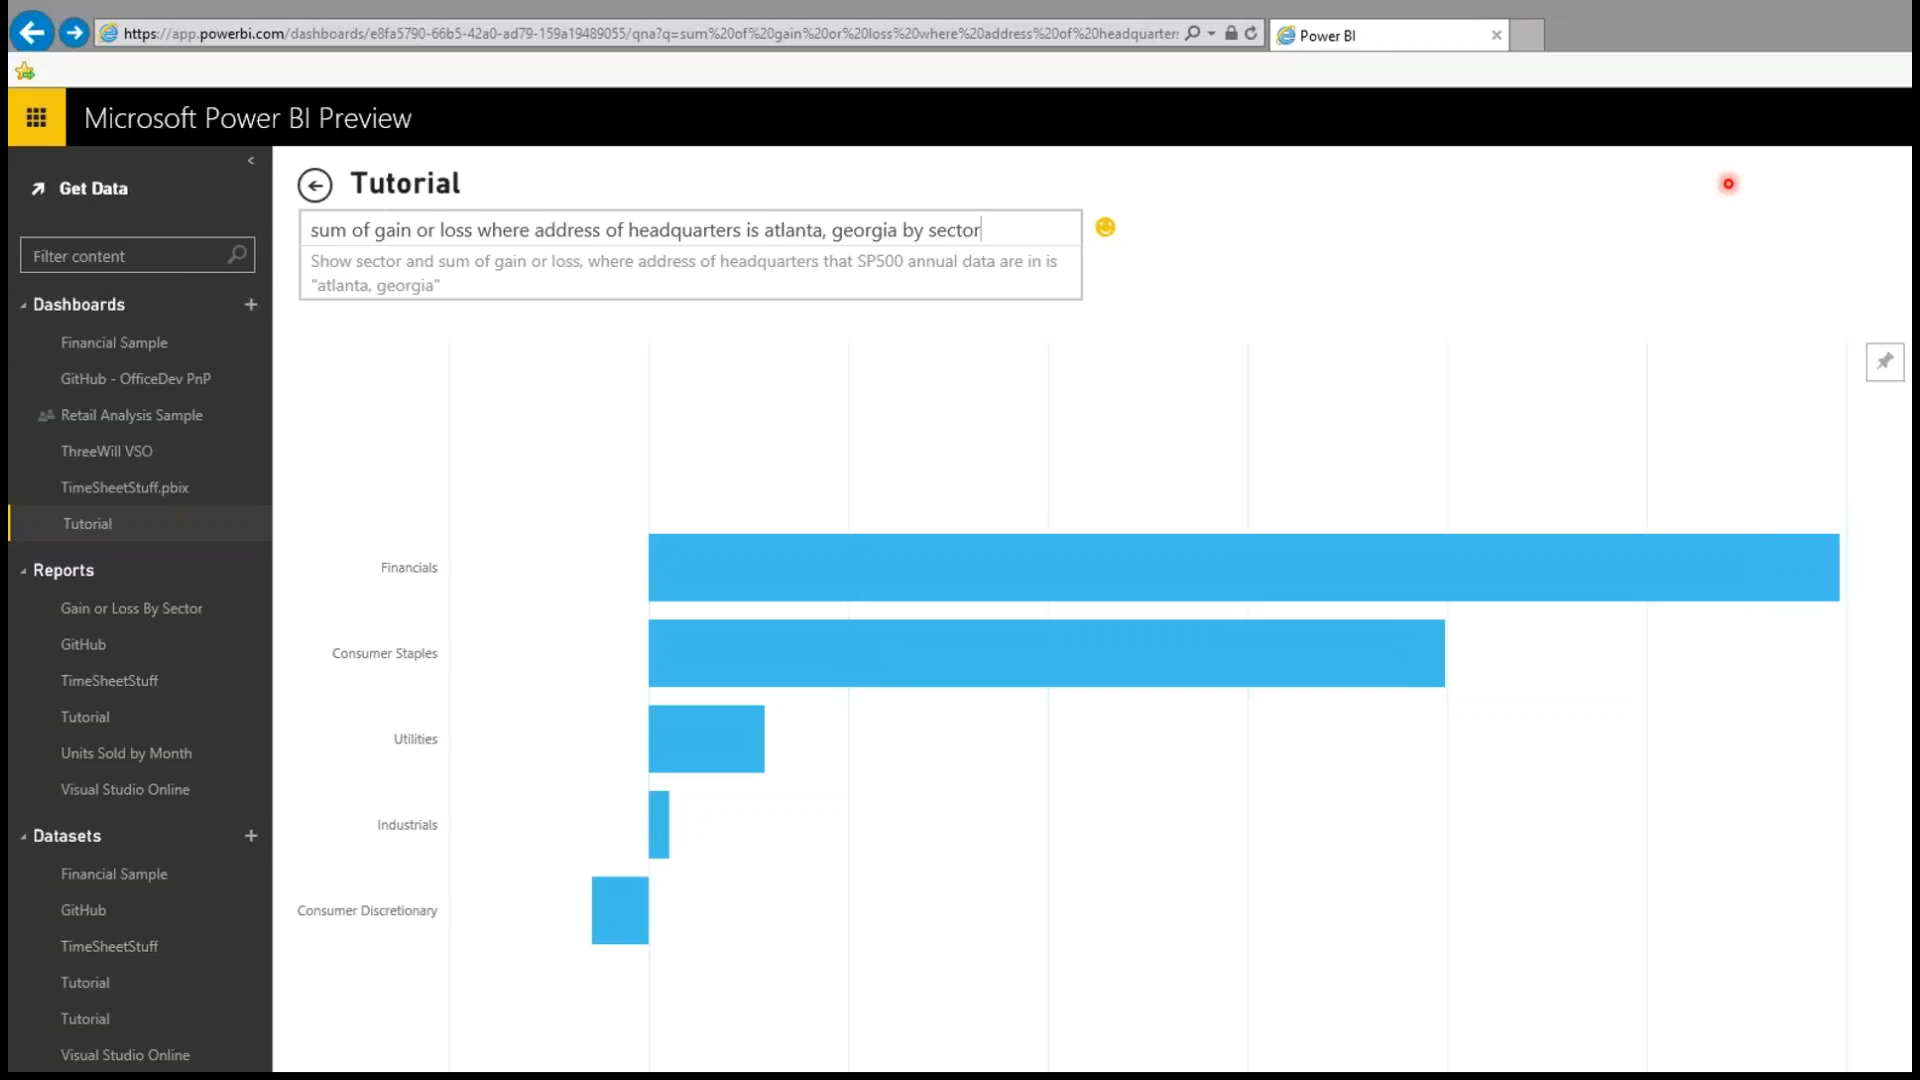 https://app.powerbi.com/dashboards/e8fa5790-66b5-42a0-ad79-159a19489055/qna?q=sum%20of%20gain%20or%20loss%20where%20address%20of%20headquarters
Power BI
Microsoft Power BI Preview
Get Data
Filter content
Dashboards
Financial Sample
GitHub - OfficeDev PnP
Retail Analysis Sample
ThreeWill VSO
TimeSheetStuff.pbix
Tutorial
Reports
Gain or Loss By Sector
GitHub
TimeSheetStuff
Tutorial
Units Sold by Month
Visual Studio Online
Datasets
Financial Sample
GitHub
TimeSheetStuff
Tutorial
Tutorial
Visual Studio Online
Tutorial
sum of gain or loss where address of headquarters is atlanta, georgia by sector
Show sector and sum of gain or loss, where address of headquarters that SP500 annual data are in is
"atlanta, georgia"
Financials
Consumer Staples
Utilities
Industrials
Consumer Discretionary